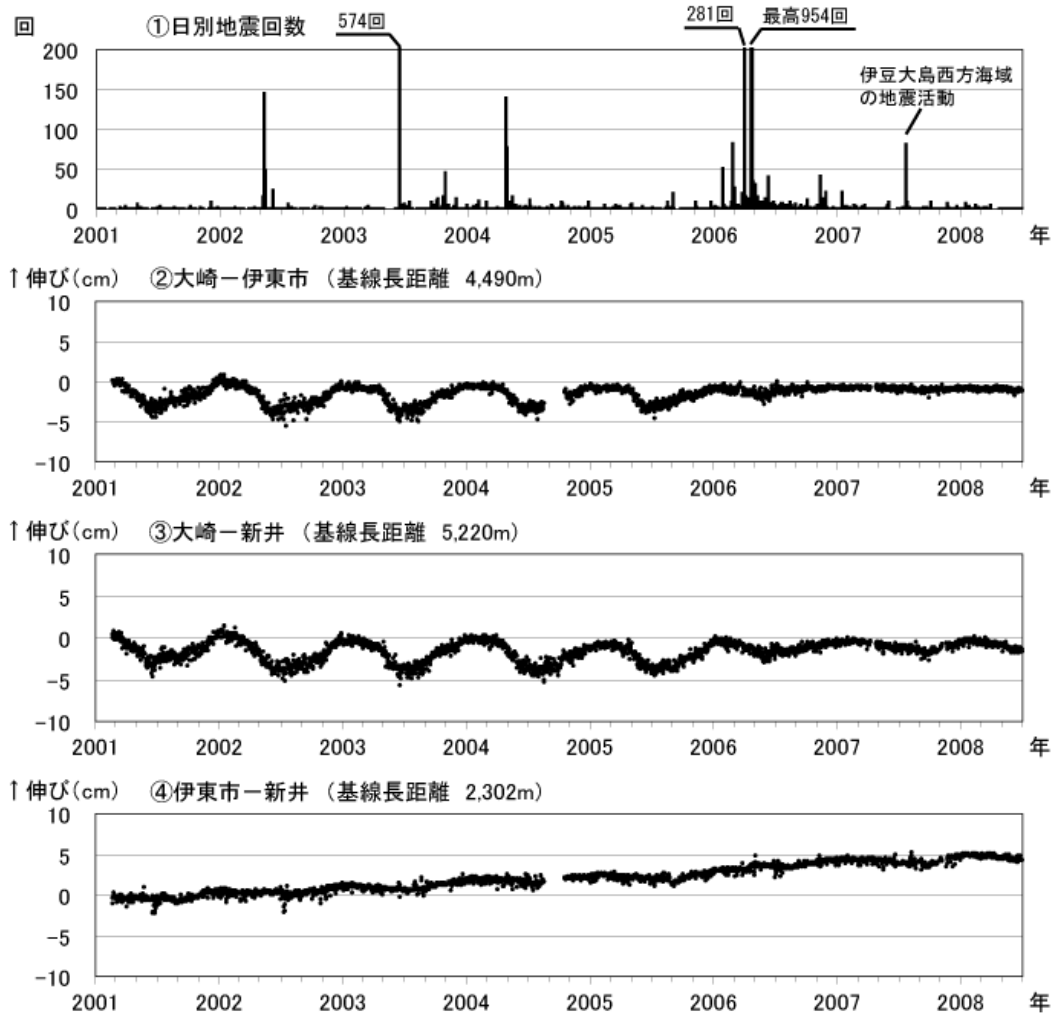 回 ①日別地震回数 574回 281回 最高954回
200
150
100
50
0
伊豆大島西方海域
の地震活動
2001 2002 2003 2004 2005 2006 2007 2008 年
↑伸び(cm) ②大崎－伊東市 (基線長距離 4,490m)
10
5
0
-5
-10
2001 2002 2003 2004 2005 2006 2007 2008 年
↑伸び(cm) ③大崎－新井 (基線長距離 5,220m)
10
5
0
-5
-10
2001 2002 2003 2004 2005 2006 2007 2008 年
↑伸び(cm) ④伊東市－新井 (基線長距離 2,302m)
10
5
0
-5
-10
2001 2002 2003 2004 2005 2006 2007 2008 年